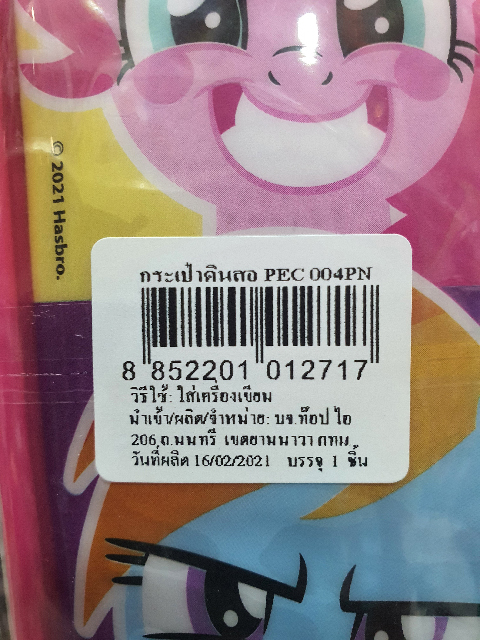 © 2021 Hasbro.
กระเป๋าดินสอ PEC 004PN
8 852201 012717
วิธีใช้: ใส่เครื่องเขียน
นำเข้า/ผลิต/จำหน่าย: บจ.ท๊อป ไอ
206 ถ.นนทรี เขตยานนาวา กทม
วันที่ผลิต 16/02/2021 บรรจุ 1 ชิ้น